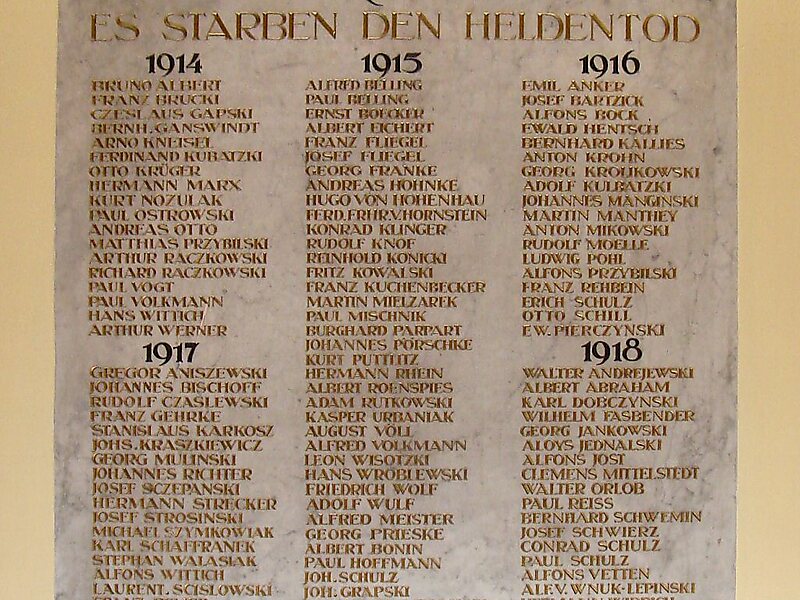 ES STARBEN DEN HELDENTOD
1914
BRUNO ALBERT
FRANZ BRUCKI
CZESLAUS GAPSKI
BERNH. GANSWINDT
ARNO KNEISEL
FERDINAND KUBATZKI
OTTO KRÜGER
HERMANN MARX
KURT NOZULAK
PAUL OSTROWSKI
ANDREAS OTTO
MATTHIAS PRZYBILSKI
ARTHUR RACZKOWSKI
RICHARD RACZKOWSKI
PAUL VOGT
PAUL VOLKMANN
HANS WITTICH
ARTHUR WERNER
1917
GREGOR ANISZEWSKI
JOHANNES BISCHOFF
RUDOLF CZASLEWSKI
FRANZ GEHRKE
STANISLAUS KARKOSZ
JOHS. KRASZKIEWICZ
GEORG MULINSKI
JOHANNES RICHTER
JOSEF SCZEPANSKI
HERMANN STRECKER
JOSEF STROSINSKI
MICHAEL SZYMKOWIAK
KARL SCHAFFRANEK
STEPHAN WALASIAK
ALFONS WITTICH
LAURENT. SCISLOWSKI
1915
ALFRED BELLING
PAUL BELLING
ERNST BOECKER
ALBERT EICHERT
FRANZ FLIEGEL
JOSEF FLIEGEL
GEORG FRANKE
ANDREAS HOHNKE
HUGO VON HOHENHAU
FERD. FRHR. V. HORNSTEIN
KONRAD KLINGER
RUDOLF KNOF
REINHOLD KONICKI
FRITZ KOWALSKI
FRANZ KUCHENBECKER
MARTIN MIELZAREK
PAUL MISCHNIK
BURGHARD PARPART
JOHANNES PÖRSCHKE
KURT PUTTLITZ
HERMANN RHEIN
ALBERT ROENSPIES
ADAM RUTKOWSKI
KASPER URBANIAK
AUGUST VÖLL
ALFRED VOLKMANN
LEON WISOTZKI
HANS WROBLEWSKI
FRIEDRICH WOLF
ADOLF WULF
ALFRED MEISTER
GEORG PRIESKE
ALBERT BONIN
PAUL HOFFMANN
JOH. SCHULZ
JOH. GRAPSKI
1916
EMIL ANKER
JOSEF BARTZICK
ALFONS BOCK
EWALD HENTSCH
BERNHARD KALLIES
ANTON KROHN
GEORG KROLIKOWSKI
ADOLF KULBATZKI
JOHANNES MANGINSKI
MARTIN MANTHEY
ANTON MIKOWSKI
RUDOLF MOELLE
LUDWIG POHL
ALFONS PRZYBILSKI
FRANZ REHBEIN
ERICH SCHULZ
OTTO SCHILL
EW. PIERCZYNSKI
1918
WALTER ANDREJEWSKI
ALBERT ABRAHAM
KARL DOBCZYNSKI
WILHELM FASBENDER
GEORG JANKOWSKI
ALOYS JEDNALSKI
ALFONS JOST
CLEMENS MITTELSTEDT
WALTER ORLOB
PAUL REISS
BERNHARD SCHWEMIN
JOSEF SCHWIERZ
CONRAD SCHULZ
PAUL SCHULZ
ALFONS VETTEN
ALF. V. WNUK-LEPINSKI